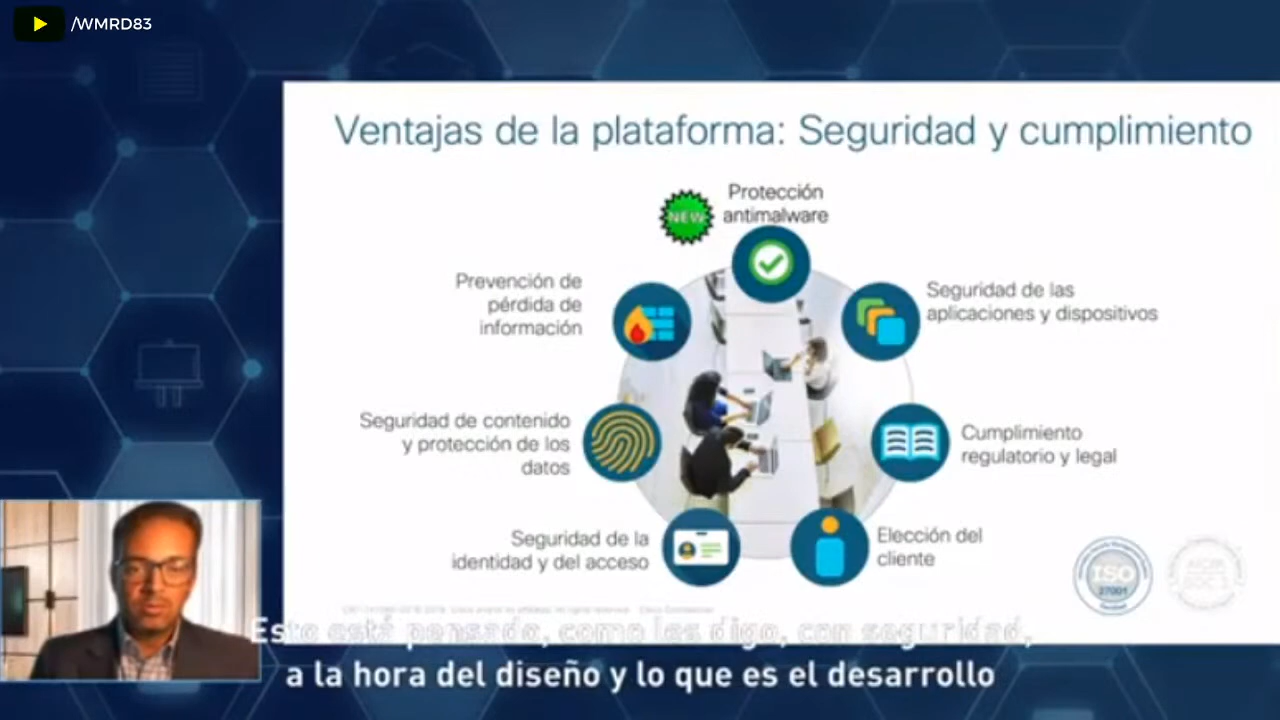 /WMRD83
Ventajas de la plataforma: Seguridad y cumplimiento
NEW
Protección
antimalware
Prevención de
pérdida de
información
Seguridad de las
aplicaciones y dispositivos
Seguridad de contenido
y protección de los
datos
Cumplimiento
regulatorio y legal
Seguridad de la
identidad y del acceso
Elección del
cliente
ISO
27001
Esto está pensado, como les digo, con seguridad,
a la hora del diseño y lo que es el desarrollo